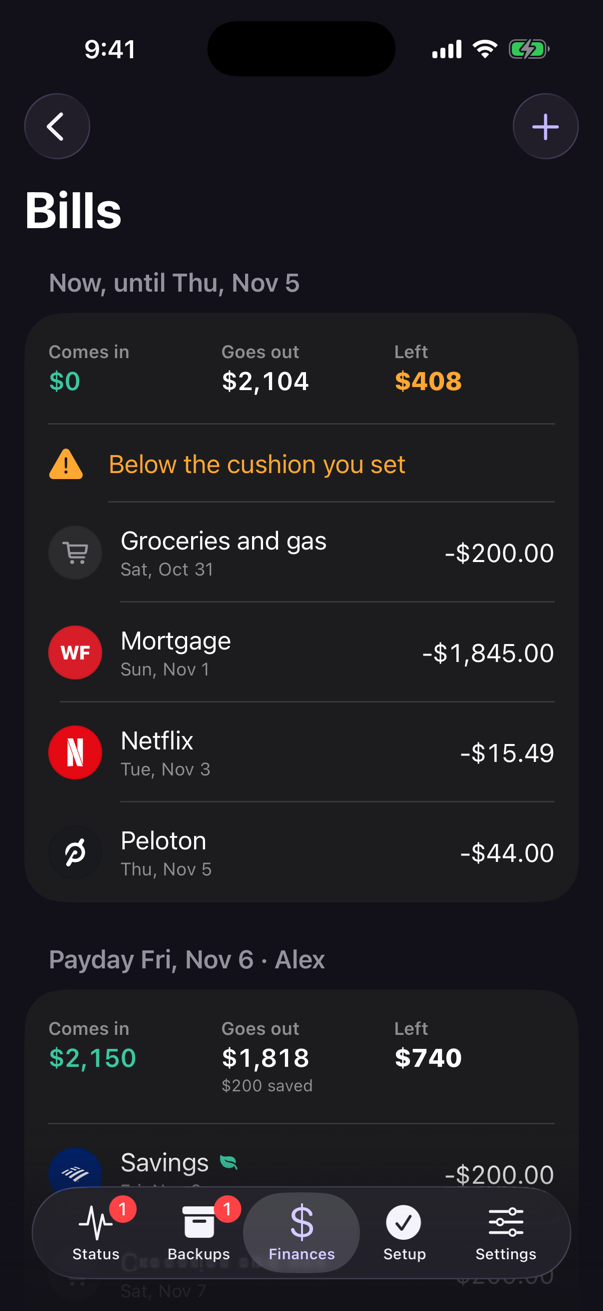 9:41
Bills
Now, until Thu, Nov 5
Comes in
Goes out
Left
$0
$2,104
$408
Below the cushion you set
Groceries and gas
-$200.00
Sat, Oct 31
WF
Mortgage
-$1,845.00
Sun, Nov 1
N
Netflix
-$15.49
Tue, Nov 3
Peloton
-$44.00
Thu, Nov 5
Payday Fri, Nov 6 · Alex
Comes in
Goes out
Left
$2,150
$1,818
$740
$200 saved
Savings
-$200.00
1
1
Status
Backups
Finances
Setup
Settings
Sat, Nov 7